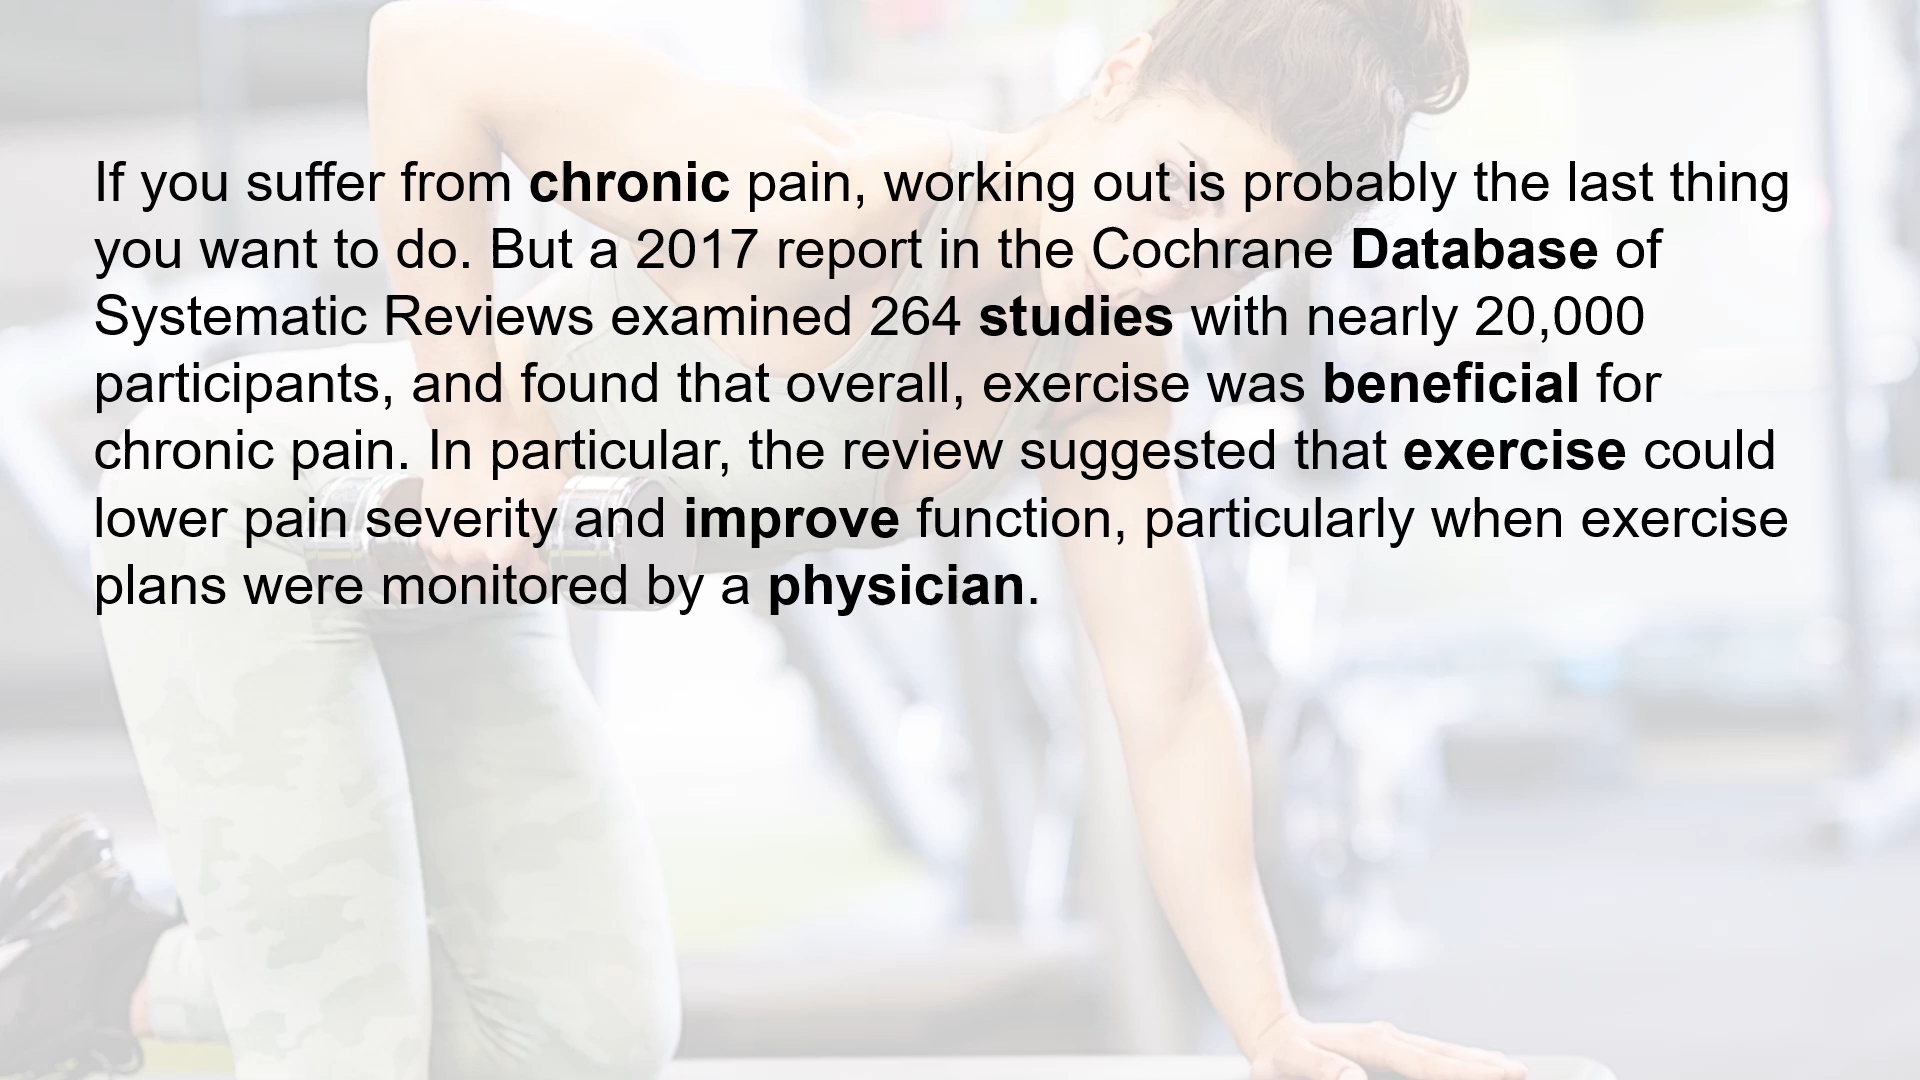 If you suffer from chronic pain, working out is probably the last thing
you want to do. But a 2017 report in the Cochrane Database of
Systematic Reviews examined 264 studies with nearly 20,000
participants, and found that overall, exercise was beneficial for
chronic pain. In particular, the review suggested that exercise could
lower pain severity and improve function, particularly when exercise
plans were monitored by a physician.